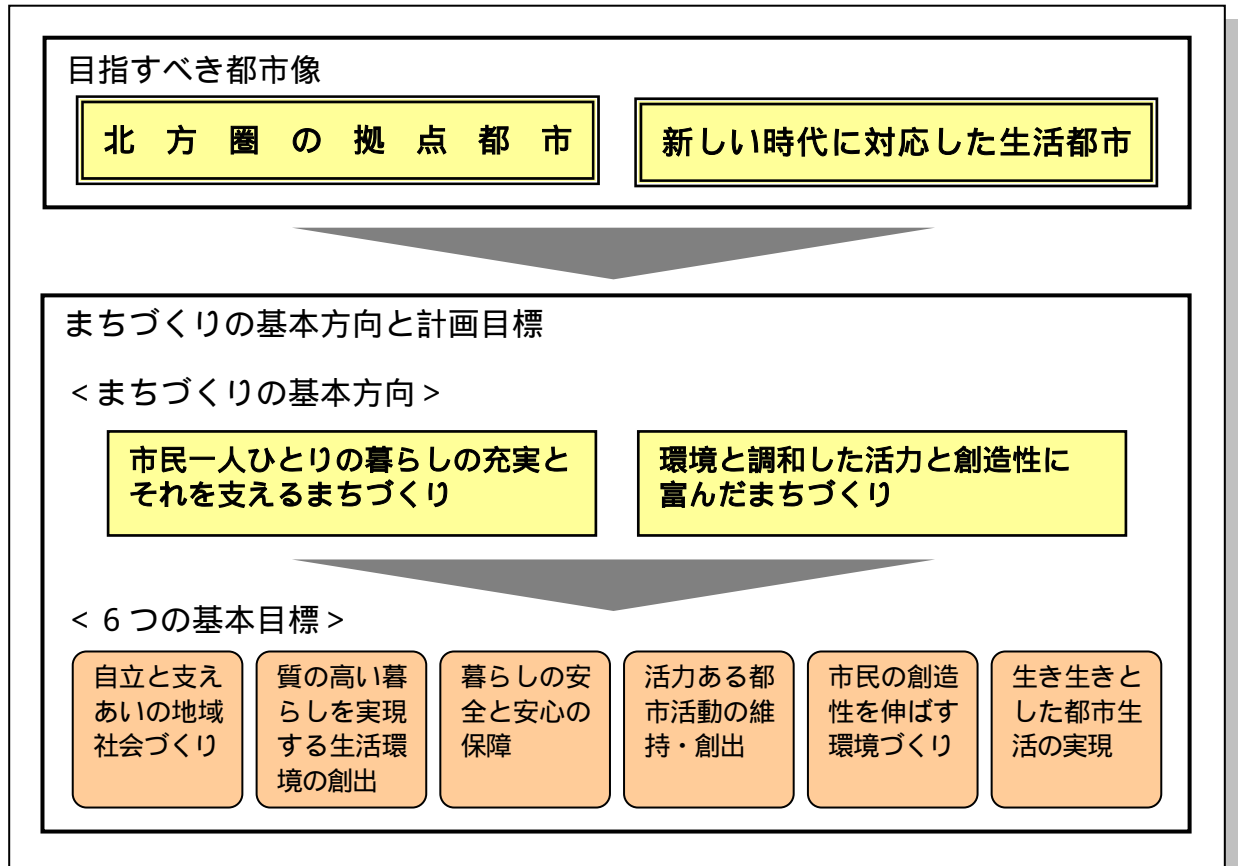 目指すべき都市像
北方圏の拠点都市
新しい時代に対応した生活都市
まちづくりの基本方向と計画目標
<まちづくりの基本方向>
市民一人ひとりの暮らしの充実と
それを支えるまちづくり
環境と調和した活力と創造性に
富んだまちづくり
<6つの基本目標>
自立と支え
あいの地域
社会づくり
質の高い暮
らしを実現
する生活環
境の創出
暮らしの安
全と安心の
保障
活力ある都
市活動の維
持・創出
市民の創造
性を伸ばす
環境づくり
生き生きと
した都市生
活の実現